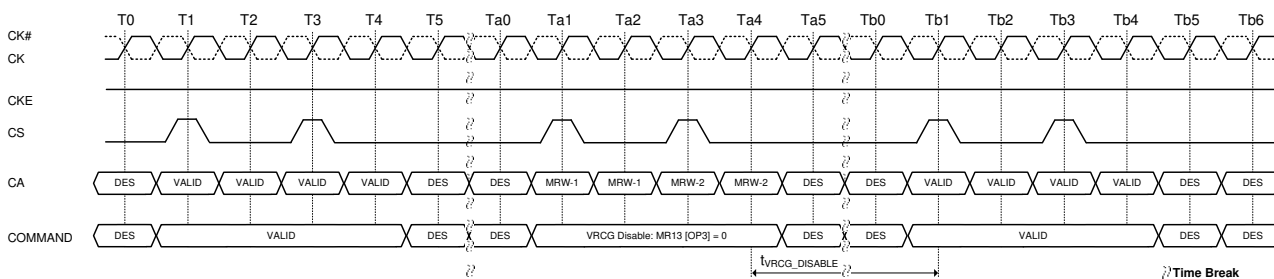 T0 T1 T2 T3 T4 T5 Ta0 Ta1 Ta2 Ta3 Ta4 Ta5 Tb0 Tb1 Tb2 Tb3 Tb4 Tb5 Tb6
CK#
CK
CKE
CS
CA DES VALID VALID VALID VALID DES DES MRW-1 MRW-1 MRW-2 MRW-2 DES DES VALID VALID VALID VALID DES DES
COMMAND DES VALID DES DES VRCG Disable: MR13 [OP3] = 0 DES DES VALID DES DES
tVRCG_DISABLE
Time Break